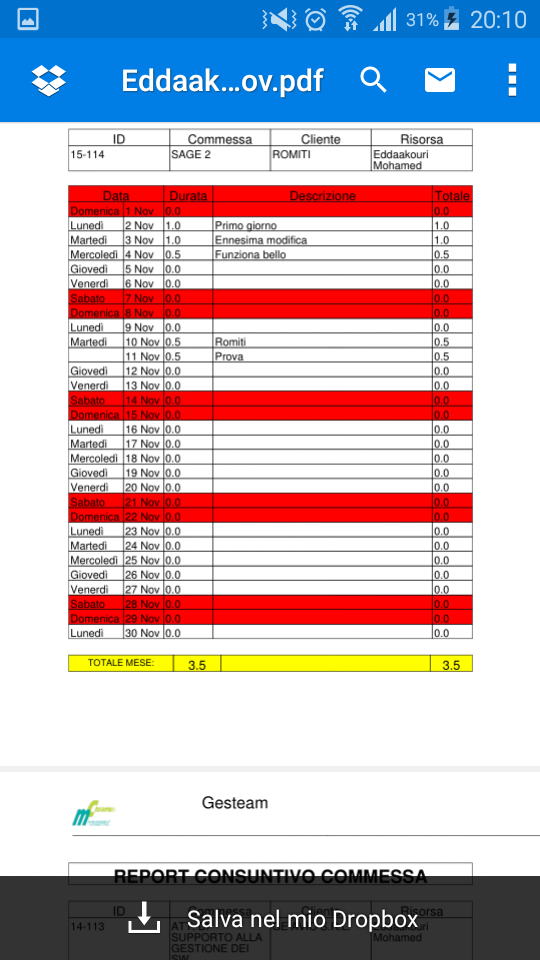 31% 20:10
Eddaak...ov.pdf
ID Commessa Cliente Risorsa
15-114 SAGE 2 ROMITI Eddaakouri
Mohamed
Data Durata Descrizione Totale
Domenica 1 Nov 0.0 0.0
Lunedì 2 Nov 1.0 Primo giorno 1.0
Martedì 3 Nov 1.0 Ennesima modifica 1.0
Mercoledì 4 Nov 0.5 Funziona bello 0.5
Giovedì 5 Nov 0.0 0.0
Venerdì 6 Nov 0.0 0.0
Sabato 7 Nov 0.0 0.0
Domenica 8 Nov 0.0 0.0
Lunedì 9 Nov 0.0 0.0
Martedì 10 Nov 0.5 Romiti 0.5
11 Nov 0.5 Prova 0.5
Giovedì 12 Nov 0.0 0.0
Venerdì 13 Nov 0.0 0.0
Sabato 14 Nov 0.0 0.0
Domenica 15 Nov 0.0 0.0
Lunedì 16 Nov 0.0 0.0
Martedì 17 Nov 0.0 0.0
Mercoledì 18 Nov 0.0 0.0
Giovedì 19 Nov 0.0 0.0
Venerdì 20 Nov 0.0 0.0
Sabato 21 Nov 0.0 0.0
Domenica 22 Nov 0.0 0.0
Lunedì 23 Nov 0.0 0.0
Martedì 24 Nov 0.0 0.0
Mercoledì 25 Nov 0.0 0.0
Giovedì 26 Nov 0.0 0.0
Venerdì 27 Nov 0.0 0.0
Sabato 28 Nov 0.0 0.0
Domenica 29 Nov 0.0 0.0
Lunedì 30 Nov 0.0 0.0
TOTALE MESE: 3.5 3.5
Gesteam
REPORT CONSUNTIVO COMMESSA
ID Risorsa
14-113
Mohamed
SUPPORTO ALLA
GESTIONE DEI
SW
Salva nel mio Dropbox